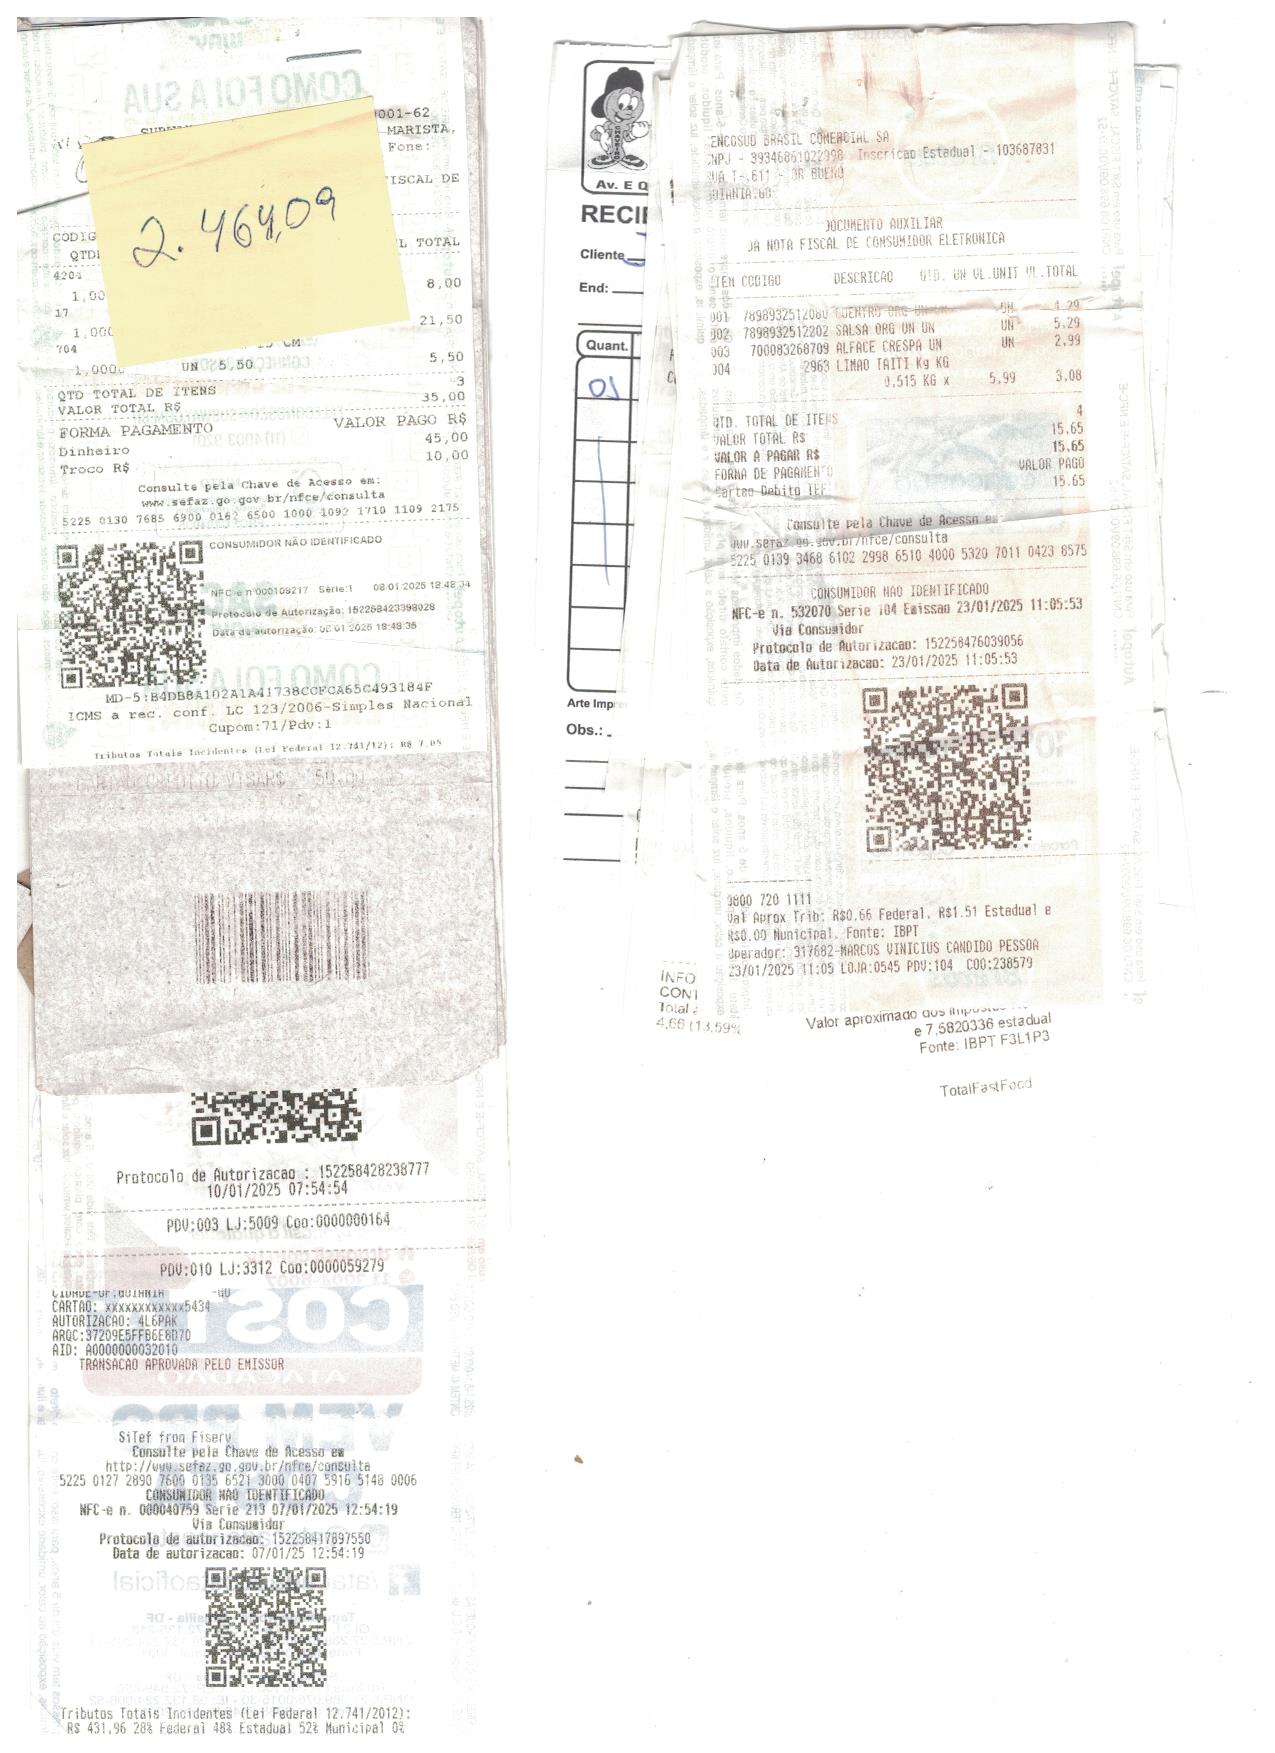 001-62
MARISTA,
Fone:
FISCAL DE
2.464,09
CODIG
L TOTAL
QTD
4204
1,00
8,00
17
1,000
21,50
704
15 CM
1,0000 UN 5,50 5,50
QTD TOTAL DE ITENS 3
VALOR TOTAL R$ 35,00
FORMA PAGAMENTO VALOR PAGO R$
Dinheiro 45,00
Troco R$ 10,00
Consulte pela Chave de Acesso em:
www.sefaz.go.gov.br/nfce/consulta
5225 0130 7685 6900 0162 6500 1000 1092 1710 1109 2175
CONSUMIDOR NÃO IDENTIFICADO
NFC-e nº000109217 Série:1 08/01/2025 18:48:34
Protocolo de Autorização: 152258423398028
Data de autorização: 08/01/2025 18:48:35
MD-5:B4DB8A102A1A41738CCFCA65C493184F
ICMS a rec. conf. LC 123/2006-Simples Nacional
Cupom:71/Pdv:1
Tributos Totais Incidentes (Lei Federal 12.741/12): R$ 7,05
50,00
Protocolo de Autorizacao : 152258428238777
10/01/2025 07:54:54
PDV:003 LJ:5009 Coo:0000000164
PDV:010 LJ:3312 Coo:0000059279
CIDADE-UF:GOIANIA -GO
CARTAO: xxxxxxxxxxxx5434
AUTORIZACAO: 4L6PAK
ARQC:37209E5FFB6E8D70
AID: A0000000032010
TRANSACAO APROVADA PELO EMISSOR
SiTef from Fiserv
Consulte pela Chave de Acesso em
http://www.sefaz.go.gov.br/nfce/consulta
5225 0127 2890 7600 0135 6521 3000 0407 5916 5148 0006
CONSUMIDOR NAO IDENTIFICADO
NFC-e n. 000040759 Serie 213 07/01/2025 12:54:19
Via Consumidor
Protocolo de autorizacao: 152258417897550
Data de autorizacao: 07/01/25 12:54:19
Tributos Totais Incidentes (Lei Federal 12.741/2012):
R$ 431,96 28% Federal 48% Estadual 52% Municipal 0%
Av. E Q
RECI
Cliente
End:
Quant.
01
Arte Impre
Obs.:
INFO
CONT
Total
4,66 (13,59%
ENCOSUD BRASIL COMERCIAL SA
CNPJ - 39346861022998 Inscricao Estadual - 103687831
RUA T-,611 - DR BUENO
GOIANIA:GO
DOCUMENTO AUXILIAR
DA NOTA FISCAL DE CONSUMIDOR ELETRONICA
ITEM CODIGO DESCRICAO QTD. UN VL.UNIT VL.TOTAL
001 7898932512080 COENTRO ORG UN UN UN 4,29
002 7898932512202 SALSA ORG UN UN UN 5,29
003 700083268709 ALFACE CRESPA UN UN 2,99
004 2963 LIMAO TAITI Kg KG
0,515 KG x 5,99 3,08
QTD. TOTAL DE ITENS 4
VALOR TOTAL R$ 15,65
VALOR A PAGAR R$ 15,65
FORMA DE PAGAMENTO VALOR PAGO
Cartao Debito TEF 15.65
Consulte pela Chave de Acesso em
www.sefaz.go.gov.br/nfce/consulta
5225 0139 3468 6102 2998 6510 4000 5320 7011 0423 8575
CONSUMIDOR NAO IDENTIFICADO
NFC-e n. 532070 Serie 104 Emissao 23/01/2025 11:05:53
Via Consumidor
Protocolo de Autorizacao: 152258476039056
Data de Autorizacao: 23/01/2025 11:05:53
0800 720 1111
Val Aprox Trib: R$0.66 Federal, R$1.51 Estadual e
R$0.00 Municipal. Fonte: IBPT
Operador: 317682-MARCOS VINICIUS CANDIDO PESSOA
23/01/2025 11:05 LOJA:0545 PDV:104 COO:238579
Valor aproximado dos impostos
e 7,5820336 estadual
Fonte: IBPT F3L1P3
TotalFastFood